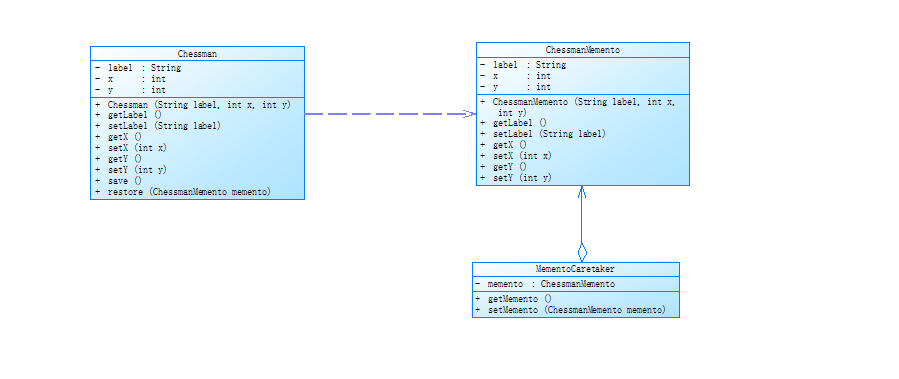 Chessman
- label : String
- x : int
- y : int
+ Chessman (String label, int x, int y)
+ getLabel ()
+ setLabel (String label)
+ getX ()
+ setX (int x)
+ getY ()
+ setY (int y)
+ save ()
+ restore (ChessmanMemento memento)
ChessmanMemento
- label : String
- x : int
- y : int
+ ChessmanMemento (String label, int x,
int y)
+ getLabel ()
+ setLabel (String label)
+ getX ()
+ setX (int x)
+ getY ()
+ setY (int y)
MementoCaretaker
- memento : ChessmanMemento
+ getMemento ()
+ setMemento (ChessmanMemento memento)